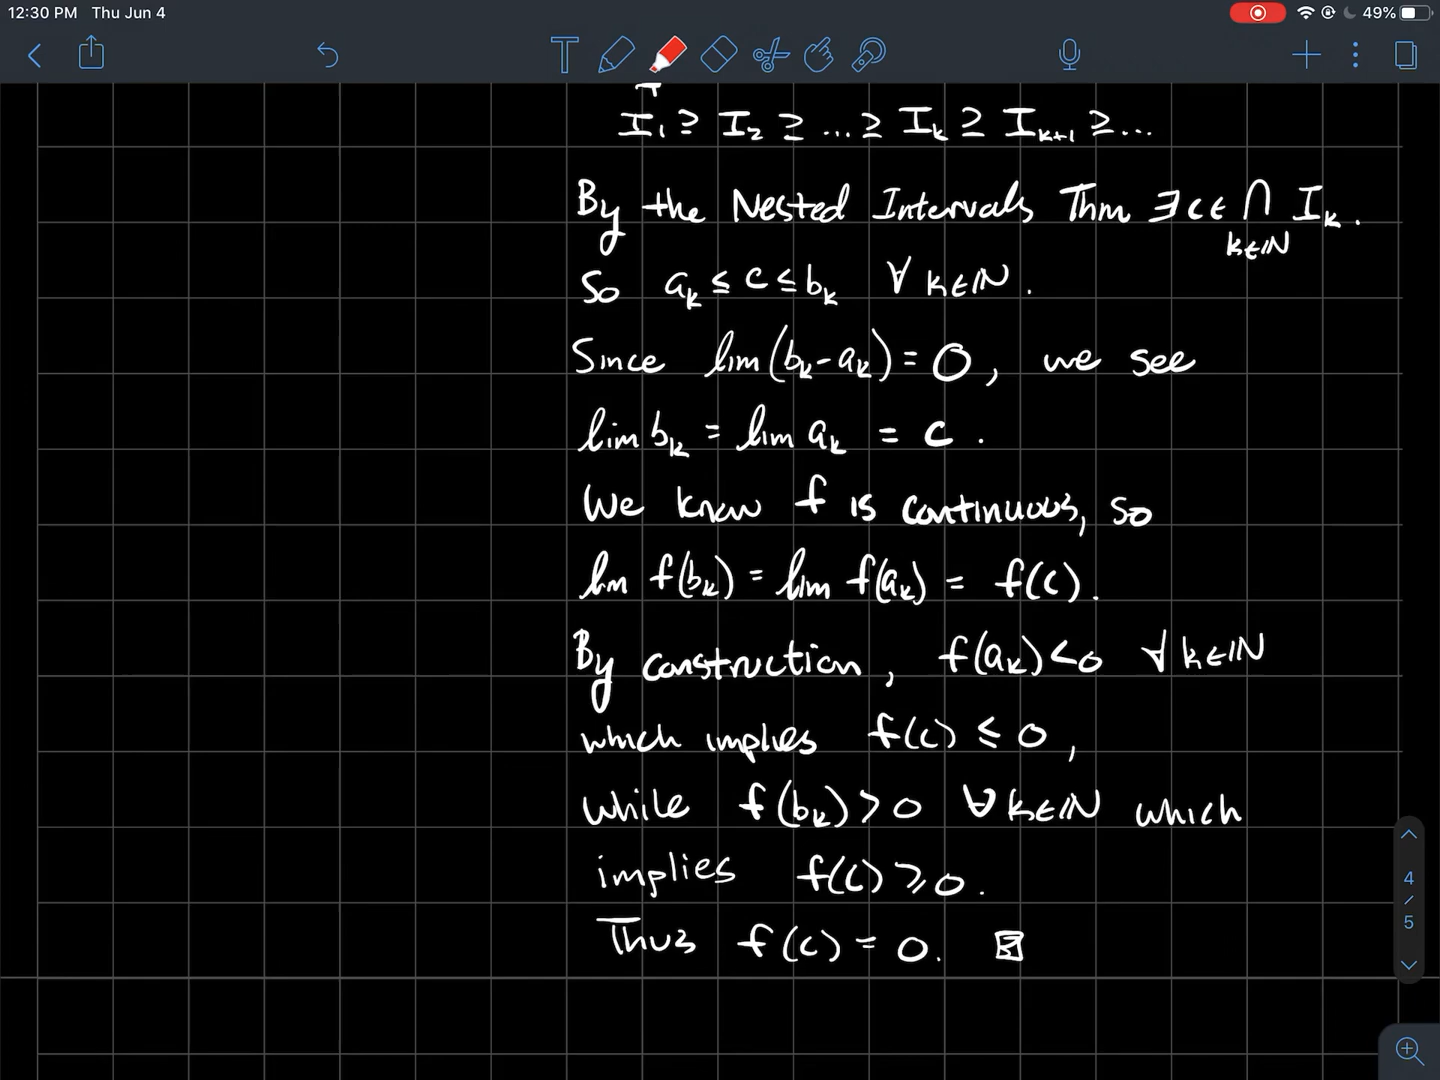 12:30 PM Thu Jun 4 49%
I₁ ⊇ I₂ ⊇ ... ⊇ Iₖ ⊇ Iₖ₊₁ ⊇ ...
By the Nested Intervals Thm ∃ c ∈ ⋂ Iₖ .
k∈ℕ
So aₖ ≤ c ≤ bₖ ∀ k∈ℕ .
Since lim(bₖ - aₖ) = 0, we see
lim bₖ = lim aₖ = c .
We know f is continuous, so
lim f(bₖ) = lim f(aₖ) = f(c).
By construction, f(aₖ) < 0 ∀ k∈ℕ
which implies f(c) ≤ 0,
while f(bₖ) > 0 ∀ k∈ℕ which
implies f(c) ⩾ 0.
Thus f(c) = 0.
4
/
5